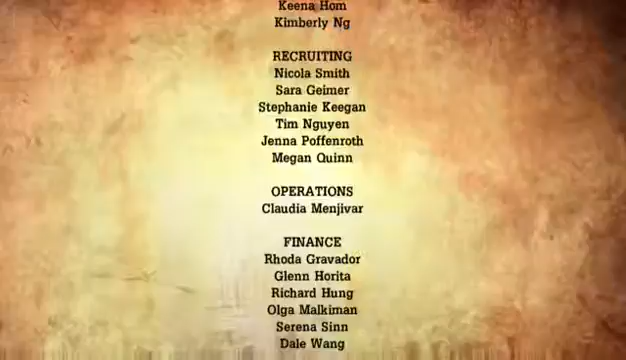 Keena Hom
Kimberly Ng
RECRUITING
Nicola Smith
Sara Geimer
Stephanie Keegan
Tim Nguyen
Jenna Poffenroth
Megan Quinn
OPERATIONS
Claudia Menjivar
FINANCE
Rhoda Gravador
Glenn Horita
Richard Hung
Olga Malkiman
Serena Sinn
Dale Wang